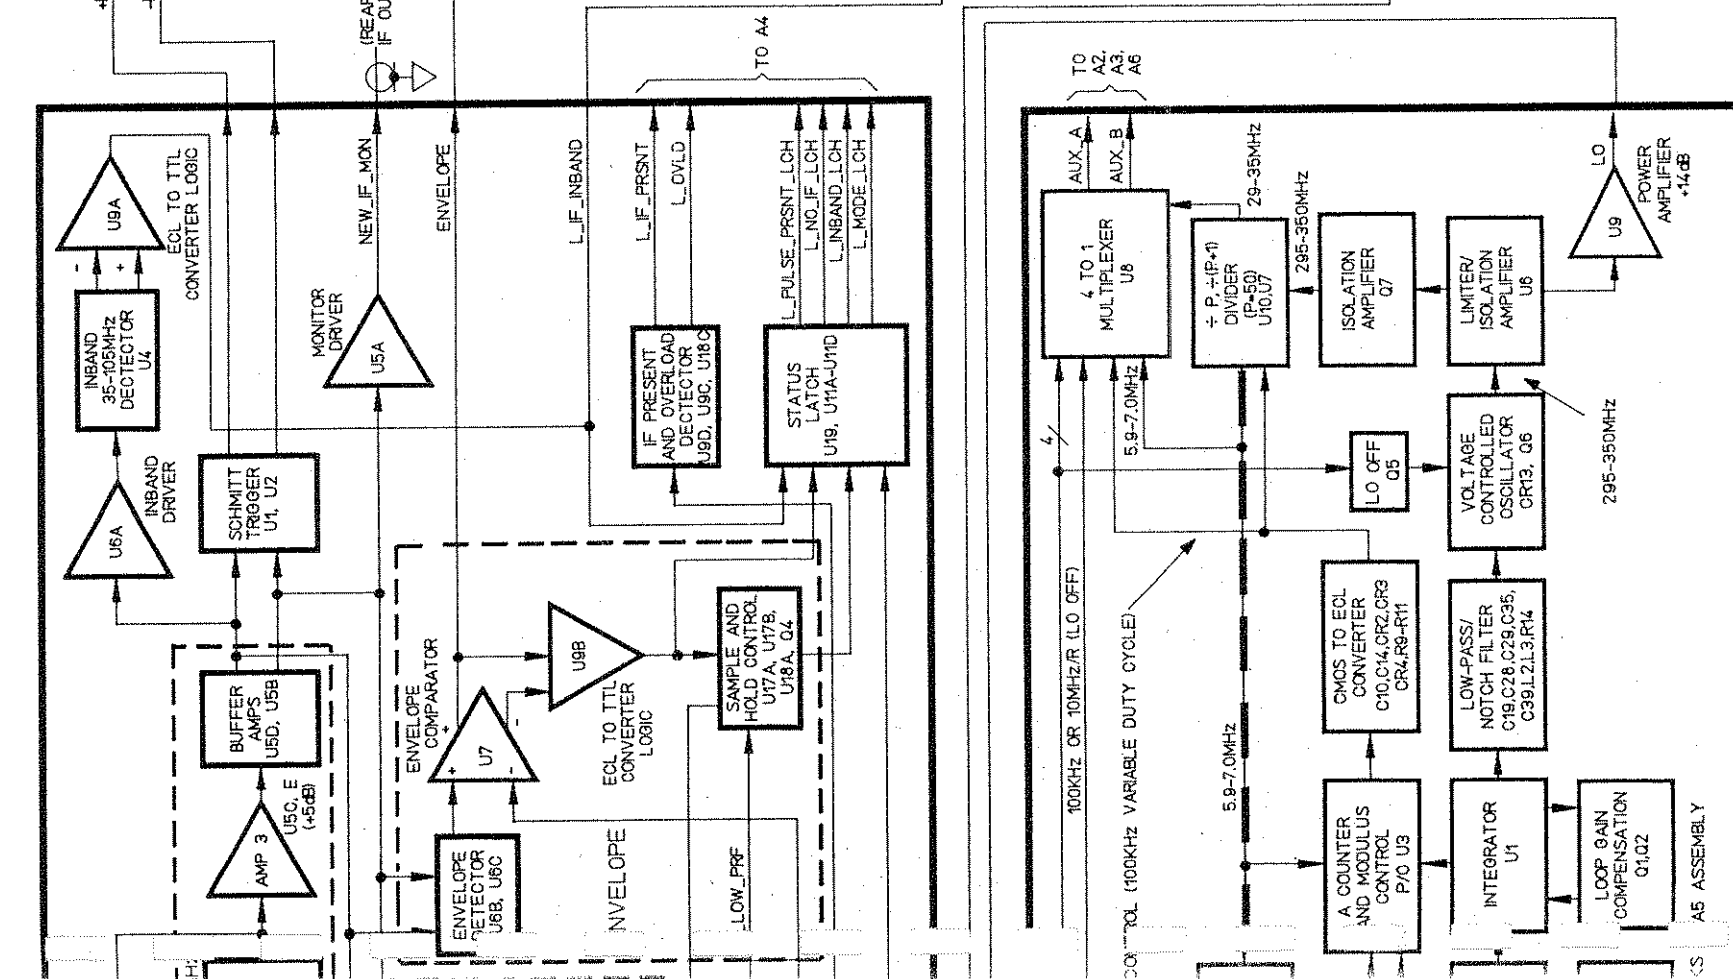 (REAR
IF OU
TO A4
TO
A2,
A3,
A6
U9A
ECL TO TTL
CONVERTER LOGIC
-
+
INBAND
35-105MHz
DECTECTOR
U4
U6A
INBAND
DRIVER
SCHMITT
TRIGGER
U1, U2
BUFFER
AMPS
U5D, U5B
AMP 3
U5C, E
(+5dB)
NEW_IF_MON
MONITOR
DRIVER
U5A
ENVELOPE
L_IF_INBAND
L_IF_PRSNT
L_OVLD
L_PULSE_PRSNT_LCH
L_NO_IF_LCH
L_INBAND_LCH
L_MODE_LCH
IF PRESENT
AND OVERLOAD
DECTECTOR
U9D, U9C, U18C
STATUS
LATCH
U19, U11A-U11D
ENVELOPE
COMPARATOR
+
-
U7
+
-
U9B
ECL TO TTL
CONVERTER
LOGIC
SAMPLE AND
HOLD CONTROL
U17A, U17B,
U18A, Q4
ENVELOPE
DETECTOR
U6B, U6C
NVELOPE
LOW_PRF
AUX_A
AUX_B
4 TO 1
MULTIPLEXER
U8
29-35MHz
÷ P, ÷(P+1)
DIVIDER
(P=50)
U10,U7
295-350MHz
ISOLATION
AMPLIFIER
Q7
LIMITER/
ISOLATION
AMPLIFIER
U6
LO
U9
POWER
AMPLIFIER
+14dB
4
5.9-7.0MHz
LO OFF
Q5
VOLTAGE
CONTROLLED
OSCILLATOR
CR13, Q6
295-350MHz
100KHz OR 10MHz/R (LO OFF)
CONTROL (100KHz VARIABLE DUTY CYCLE)
5.9-7.0MHz
CMOS TO ECL
CONVERTER
C10,C14,CR2,CR3
CR4,R9-R11
LOW-PASS/
NOTCH FILTER
C19,C28,C29,C35,
C39,L2,L3,R14
A COUNTER
AND MODULUS
CONTROL
P/O U3
INTEGRATOR
U1
LOOP GAIN
COMPENSATION
Q1,Q2
A5 ASSEMBLY